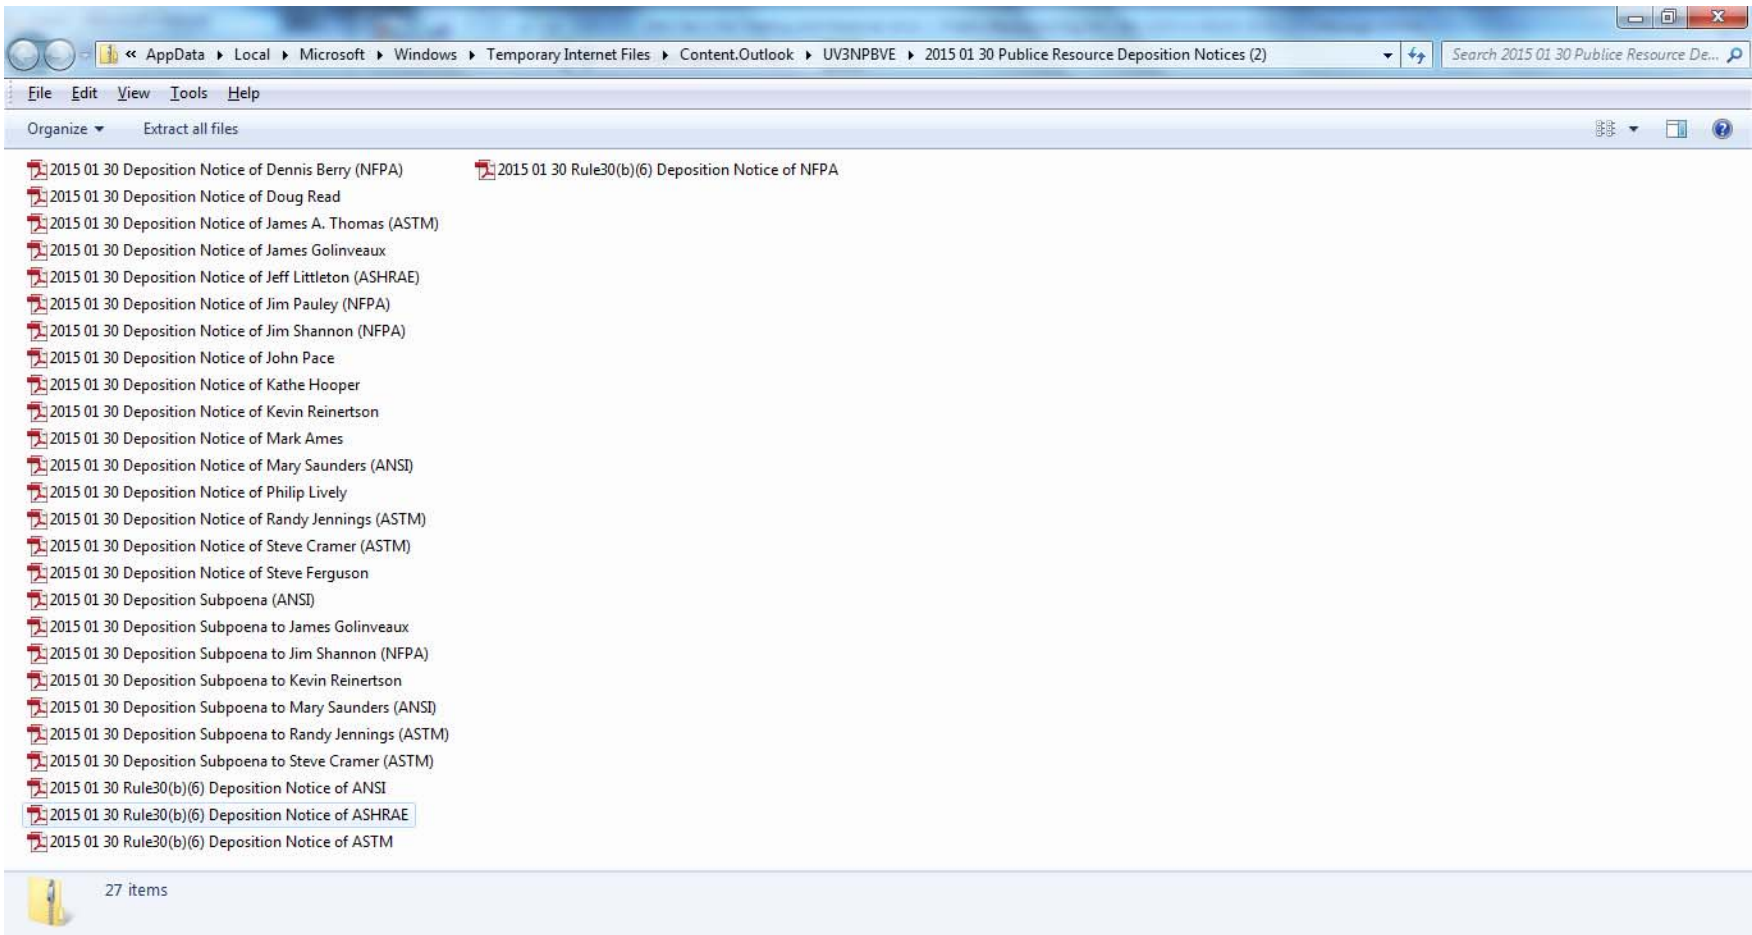 « AppData ▸ Local ▸ Microsoft ▸ Windows ▸ Temporary Internet Files ▸ Content.Outlook ▸ UV3NPBVE ▸ 2015 01 30 Publice Resource Deposition Notices (2)
Search 2015 01 30 Publice Resource De...
File Edit View Tools Help
Organize Extract all files
2015 01 30 Deposition Notice of Dennis Berry (NFPA)
2015 01 30 Deposition Notice of Doug Read
2015 01 30 Deposition Notice of James A. Thomas (ASTM)
2015 01 30 Deposition Notice of James Golinveaux
2015 01 30 Deposition Notice of Jeff Littleton (ASHRAE)
2015 01 30 Deposition Notice of Jim Pauley (NFPA)
2015 01 30 Deposition Notice of Jim Shannon (NFPA)
2015 01 30 Deposition Notice of John Pace
2015 01 30 Deposition Notice of Kathe Hooper
2015 01 30 Deposition Notice of Kevin Reinertson
2015 01 30 Deposition Notice of Mark Ames
2015 01 30 Deposition Notice of Mary Saunders (ANSI)
2015 01 30 Deposition Notice of Philip Lively
2015 01 30 Deposition Notice of Randy Jennings (ASTM)
2015 01 30 Deposition Notice of Steve Cramer (ASTM)
2015 01 30 Deposition Notice of Steve Ferguson
2015 01 30 Deposition Subpoena (ANSI)
2015 01 30 Deposition Subpoena to James Golinveaux
2015 01 30 Deposition Subpoena to Jim Shannon (NFPA)
2015 01 30 Deposition Subpoena to Kevin Reinertson
2015 01 30 Deposition Subpoena to Mary Saunders (ANSI)
2015 01 30 Deposition Subpoena to Randy Jennings (ASTM)
2015 01 30 Deposition Subpoena to Steve Cramer (ASTM)
2015 01 30 Rule30(b)(6) Deposition Notice of ANSI
2015 01 30 Rule30(b)(6) Deposition Notice of ASHRAE
2015 01 30 Rule30(b)(6) Deposition Notice of ASTM
2015 01 30 Rule30(b)(6) Deposition Notice of NFPA
27 items